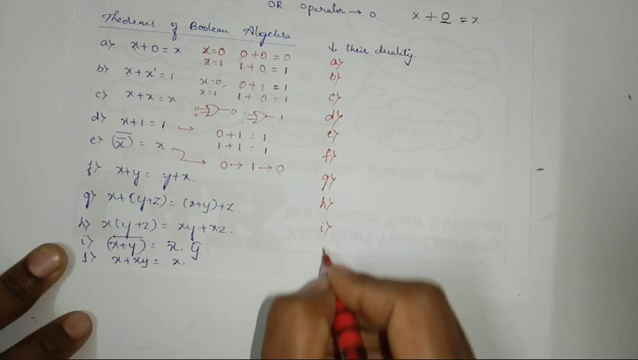 OR Operator → 0 x + 0 = x
Theorems of Boolean Algebra
↓ their duality.
a) x+0 = x x=0 0+0 = 0
x=1 1+0 = 1
b) x+x' = 1 x=0, 0+1 = 1
c) x+x = x x=1, 1+0 = 1
0 1
d) x+1 = 1 → 0+1 = 1
1+1 = 1
e) (x̿) = x → 0→1→0
f) x+y = y+x.
g) x+(y+z) = (x+y)+z
h) x(y+z) = xy+xz.
i) (x+y)‾ = x̅. y̅.
j) x+xy = x.
a)
b)
c)
d)
e)
f)
g)
h)
i)